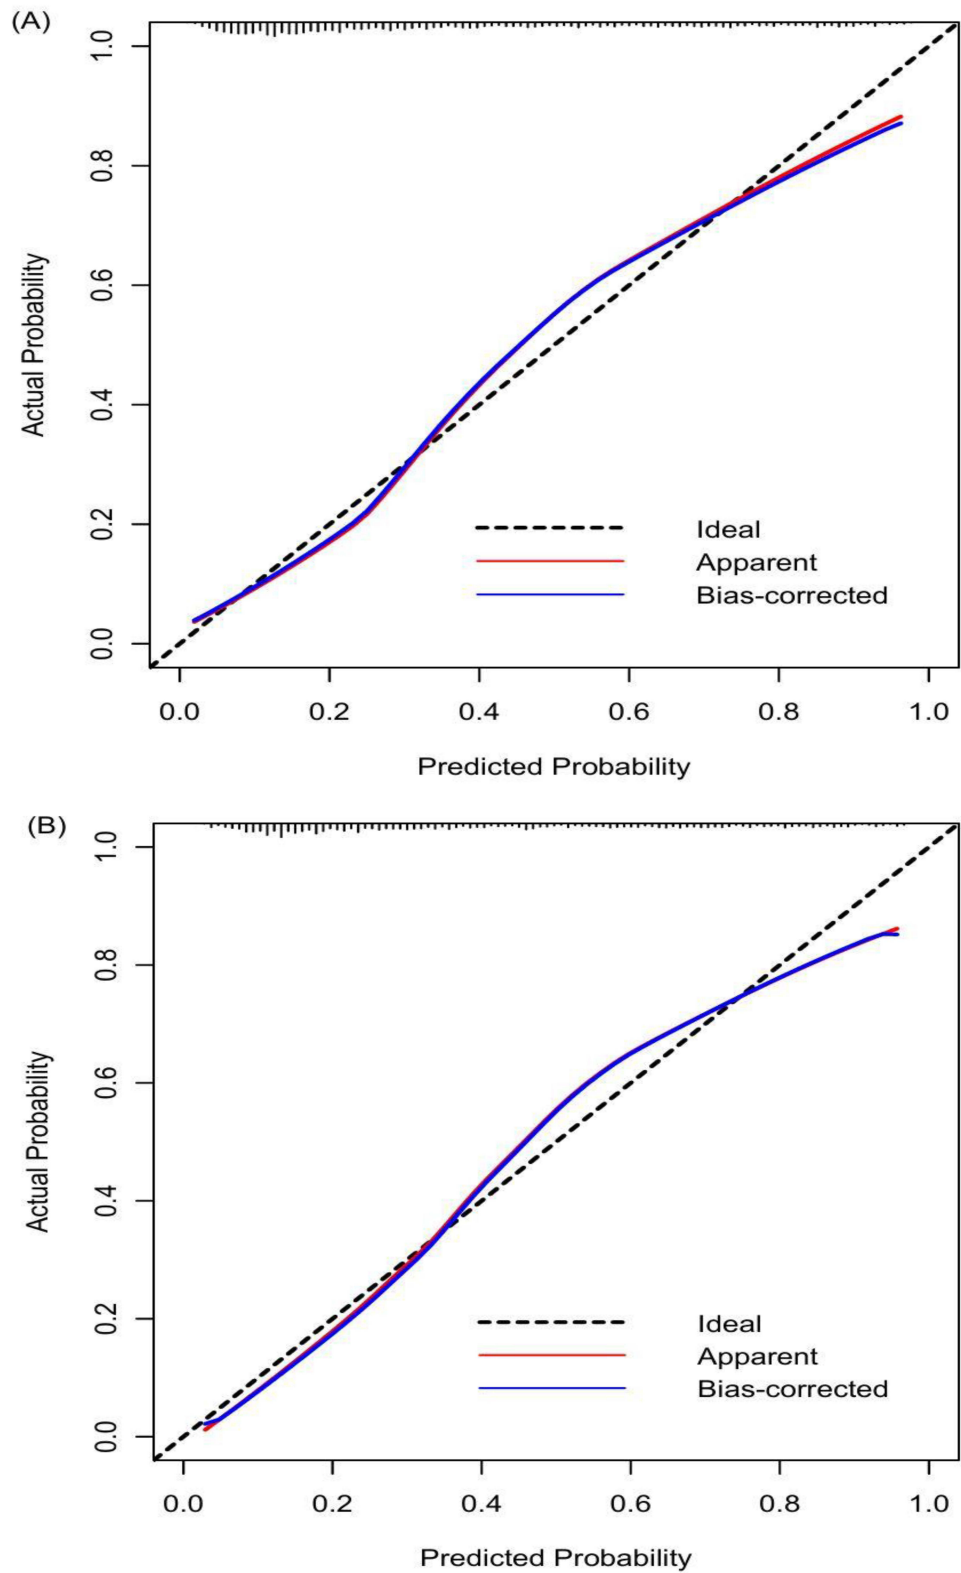 (A)
1.0
0.8
0.6
0.4
0.2
0.0
Actual Probability
Ideal
Apparent
Bias-corrected
0.0 0.2 0.4 0.6 0.8 1.0
Predicted Probability
(B)
1.0
0.8
0.6
0.4
0.2
0.0
Actual Probability
Ideal
Apparent
Bias-corrected
0.0 0.2 0.4 0.6 0.8 1.0
Predicted Probability